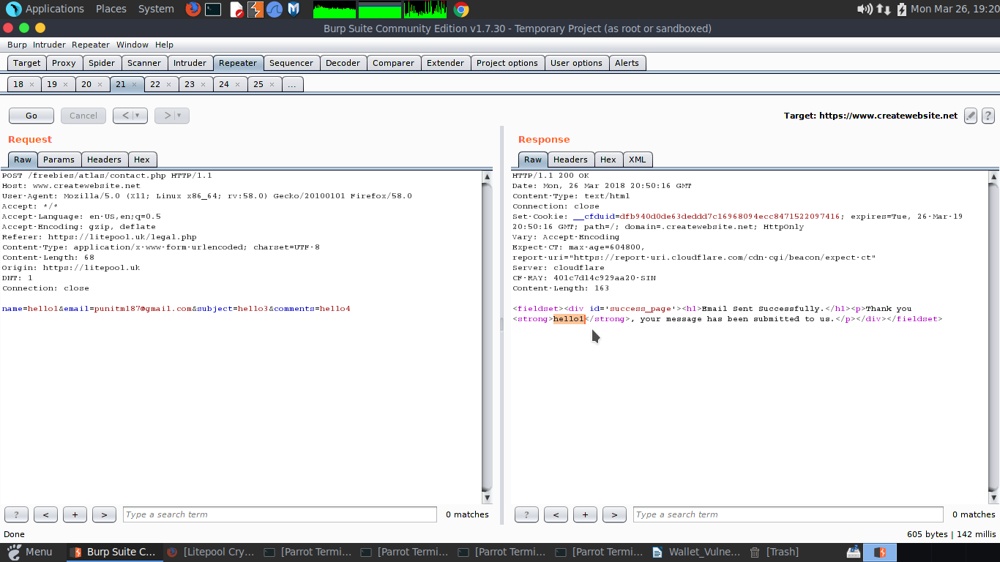 Applications Places System Mon Mar 26, 19:20
Burp Suite Community Edition v1.7.30 - Temporary Project (as root or sandboxed)
Burp Intruder Repeater Window Help
Target Proxy Spider Scanner Intruder Repeater Sequencer Decoder Comparer Extender Project options User options Alerts
18 × 19 × 20 × 21 × 22 × 23 × 24 × 25 × ...
Go Cancel < ▾ > ▾ Target: https://www.createwebsite.net ?
Request
Raw Params Headers Hex
POST /freebies/atlas/contact.php HTTP/1.1
Host: www.createwebsite.net
User-Agent: Mozilla/5.0 (X11; Linux x86_64; rv:58.0) Gecko/20100101 Firefox/58.0
Accept: */*
Accept-Language: en-US,en;q=0.5
Accept-Encoding: gzip, deflate
Referer: https://litepool.uk/legal.php
Content-Type: application/x-www-form-urlencoded; charset=UTF-8
Content-Length: 68
Origin: https://litepool.uk
DNT: 1
Connection: close
name=hello1&email=punitm187@gmail.com&subject=hello3&comments=hello4
? < + > Type a search term 0 matches
Response
Raw Headers Hex XML
HTTP/1.1 200 OK
Date: Mon, 26 Mar 2018 20:50:16 GMT
Content-Type: text/html
Connection: close
Set-Cookie: __cfduid=dfb940d0de63deddd7c16968094ecc8471522097416; expires=Tue, 26-Mar-19
20:50:16 GMT; path=/; domain=.createwebsite.net; HttpOnly
Vary: Accept-Encoding
Expect-CT: max-age=604800,
report-uri="https://report-uri.cloudflare.com/cdn-cgi/beacon/expect-ct"
Server: cloudflare
CF-RAY: 401c7d14c929aa20-SIN
Content-Length: 163
<fieldset><div id='success_page'><h1>Email Sent Successfully.</h1><p>Thank you
<strong>hello1</strong>, your message has been submitted to us.</p></div></fieldset>
? < + > Type a search term 0 matches
Done 605 bytes | 142 millis
Menu Burp Suite C... [Litepool Cry... [Parrot Termi... [Parrot Termi... [Parrot Termi... [Parrot Termi... Wallet_Vulne... [Trash]